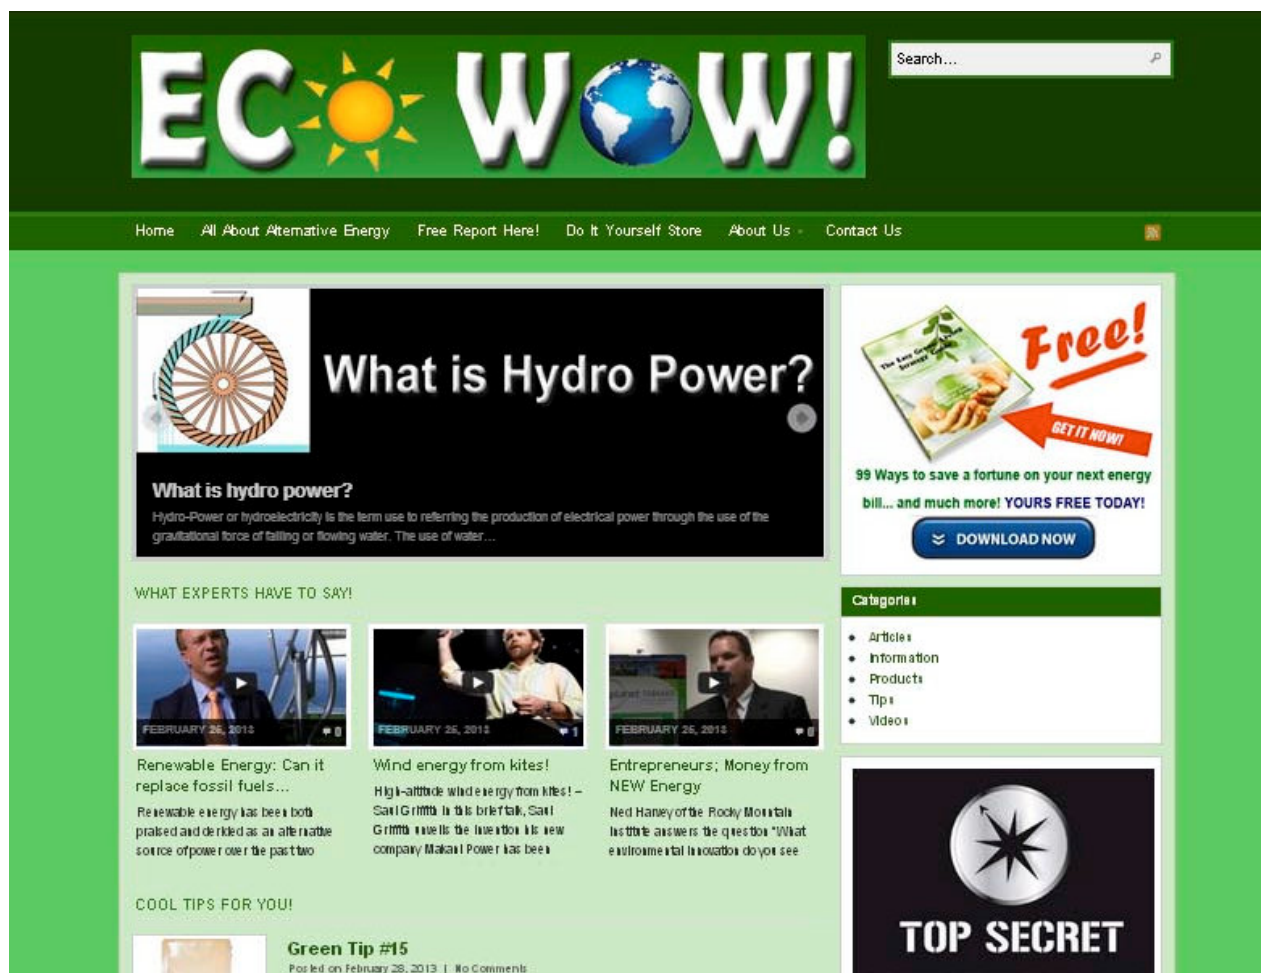 ECO WOW!
Search...
Home All About Alternative Energy Free Report Here! Do It Yourself Store About Us Contact Us
What is Hydro Power?
What is hydro power?
Hydro-Power or hydroelectricity is the term use to referring the production of electrical power through the use of the
gravitational force of falling or flowing water. The use of water...
The Easy Green Living
Strategy Guide
Free!
GET IT NOW!
99 Ways to save a fortune on your next energy
bill... and much more! YOURS FREE TODAY!
DOWNLOAD NOW
WHAT EXPERTS HAVE TO SAY!
FEBRUARY 26, 2013 0
Renewable Energy: Can it
replace fossil fuels...
Renewable energy has been both
praised and derided as an alternative
source of power over the past two
FEBRUARY 26, 2013 1
Wind energy from kites!
High-altitude wind energy from kites! –
Saul Griffith In this brief talk, Saul
Griffith unveils the invention his new
company Makani Power has been
FEBRUARY 26, 2013 0
Entrepreneurs; Money from
NEW Energy
Ned Harvey of the Rocky Mountain
Institute answers the question "What
environmental innovation do you see
Categories
Articles
Information
Products
Tips
Videos
TOP SECRET
COOL TIPS FOR YOU!
Green Tip #15
Posted on February 28, 2013 | No Comments